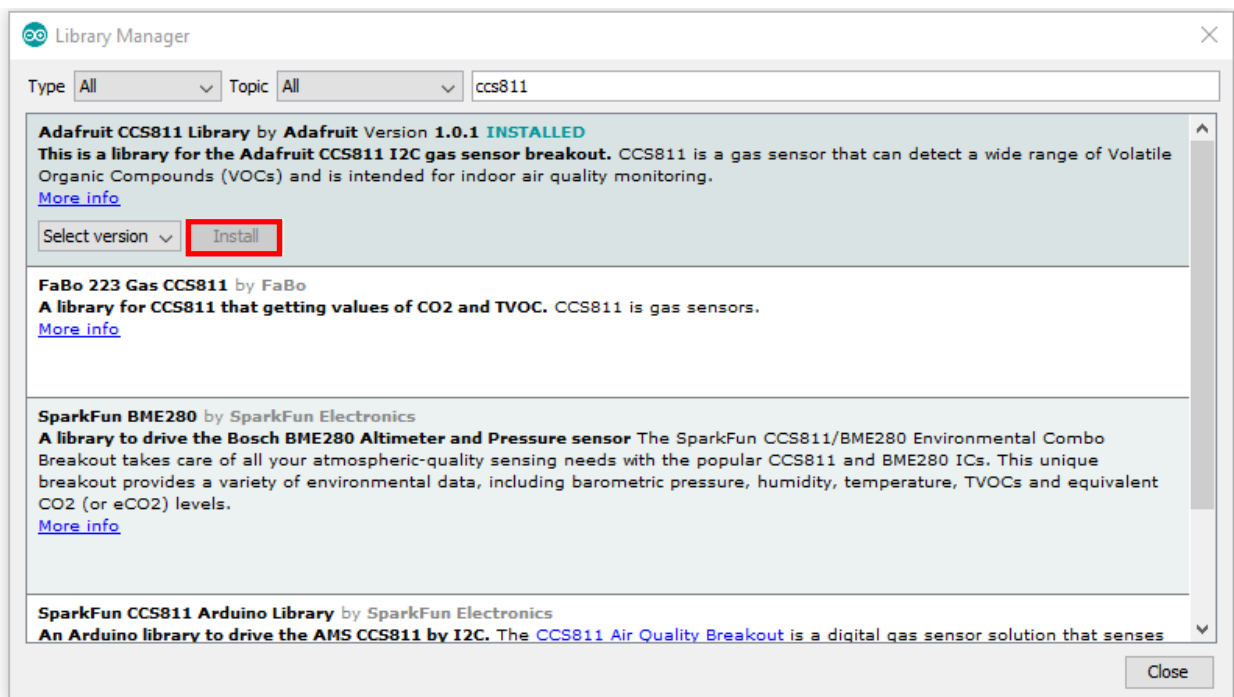 Library Manager
Type All Topic All ccs811
Adafruit CCS811 Library by Adafruit Version 1.0.1 INSTALLED
This is a library for the Adafruit CCS811 I2C gas sensor breakout. CCS811 is a gas sensor that can detect a wide range of Volatile
Organic Compounds (VOCs) and is intended for indoor air quality monitoring.
More info
Select version Install
FaBo 223 Gas CCS811 by FaBo
A library for CCS811 that getting values of CO2 and TVOC. CCS811 is gas sensors.
More info
SparkFun BME280 by SparkFun Electronics
A library to drive the Bosch BME280 Altimeter and Pressure sensor The SparkFun CCS811/BME280 Environmental Combo
Breakout takes care of all your atmospheric-quality sensing needs with the popular CCS811 and BME280 ICs. This unique
breakout provides a variety of environmental data, including barometric pressure, humidity, temperature, TVOCs and equivalent
CO2 (or eCO2) levels.
More info
SparkFun CCS811 Arduino Library by SparkFun Electronics
An Arduino library to drive the AMS CCS811 by I2C. The CCS811 Air Quality Breakout is a digital gas sensor solution that senses
Close